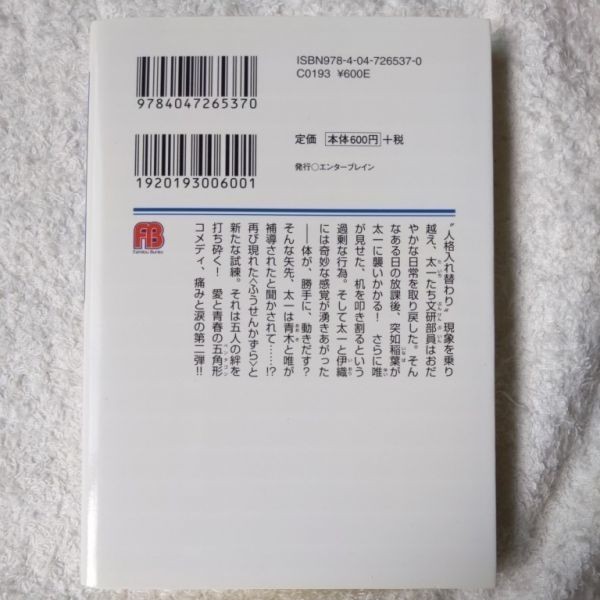 ISBN978-4-04-726537-0
C0193 ¥600E
9784047265370
1920193006001
定価 本体600円 +税
発行○エンターブレイン
FB
Famitsu Bunko
“人格入れ替わり”現象を乗り
越え、太一たち文研部員はおだ
やかな日常を取り戻した。そん
なある日の放課後、突如稲葉が
太一に襲いかかる! さらに唯
が見せた、机を叩き割るという
過剰な行為。そして太一と伊織
には奇妙な感覚が湧きあがった
――体が、勝手に、動きだす?
そんな矢先、太一は青木と唯が
補導されたと聞かされて……!?
再び現れた〈ふうせんかずら〉と
新たな試練。それは五人の絆を
打ち砕く! 愛と青春の五角形
コメディ、痛みと涙の第二弾!!